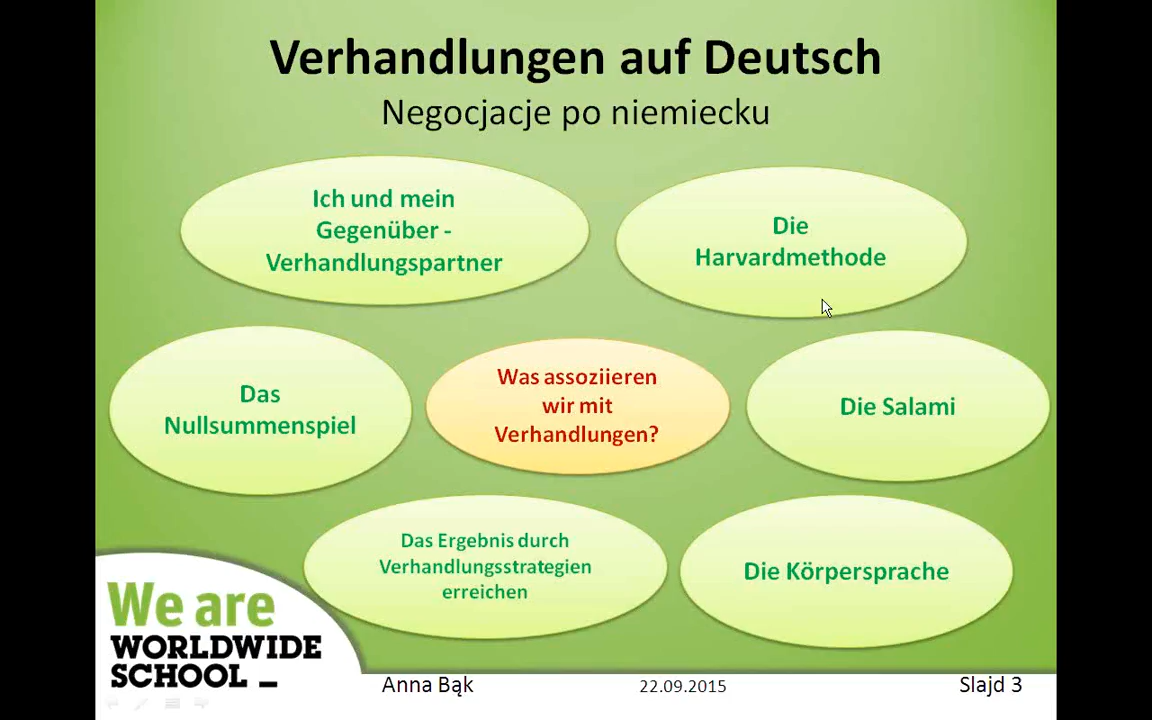 Verhandlungen auf Deutsch
Negocjacje po niemiecku
Ich und mein
Gegenüber -
Verhandlungspartner
Die
Harvardmethode
Das
Nullsummenspiel
Was assoziieren
wir mit
Verhandlungen?
Die Salami
Das Ergebnis durch
Verhandlungsstrategien
erreichen
Die Körpersprache
We are
WORLDWIDE
SCHOOL _
Anna Bąk
22.09.2015
Slajd 3